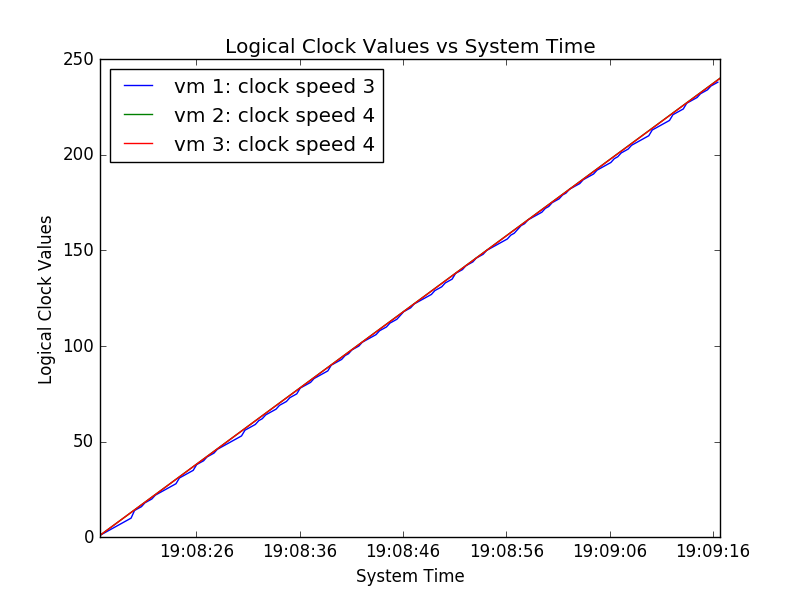 Logical Clock Values vs System Time
250
200
150
100
50
0
Logical Clock Values
vm 1: clock speed 3
vm 2: clock speed 4
vm 3: clock speed 4
19:08:26 19:08:36 19:08:46 19:08:56 19:09:06 19:09:16
System Time